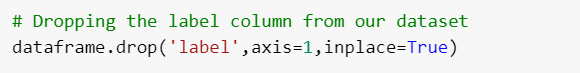 # Dropping the label column from our dataset
dataframe.drop('label',axis=1,inplace=True)